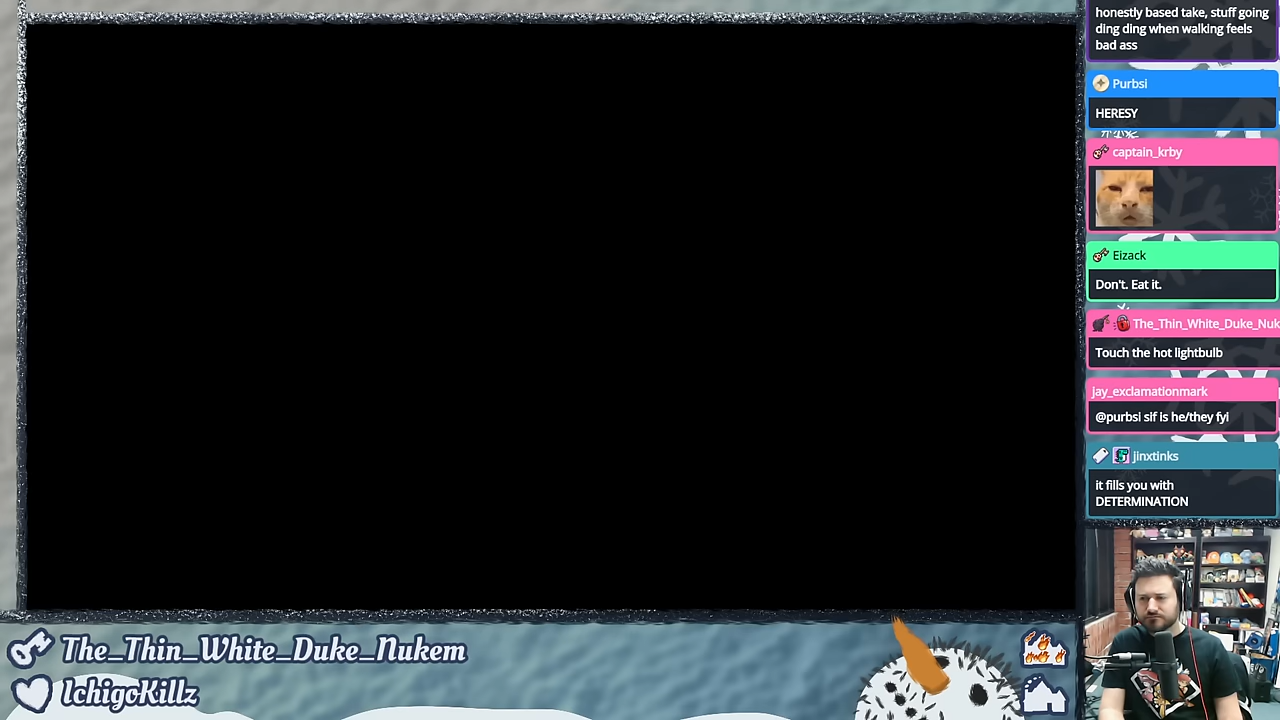 honestly based take, stuff going
ding ding when walking feels
bad ass
Purbsi
HERESY
captain_krby
Eizack
Don't. Eat it.
The_Thin_White_Duke_Nuk
Touch the hot lightbulb
jay_exclamationmark
@purbsi sif is he/they fyi
jinxtinks
it fills you with
DETERMINATION
The_Thin_White_Duke_Nukem
IchigoKillz